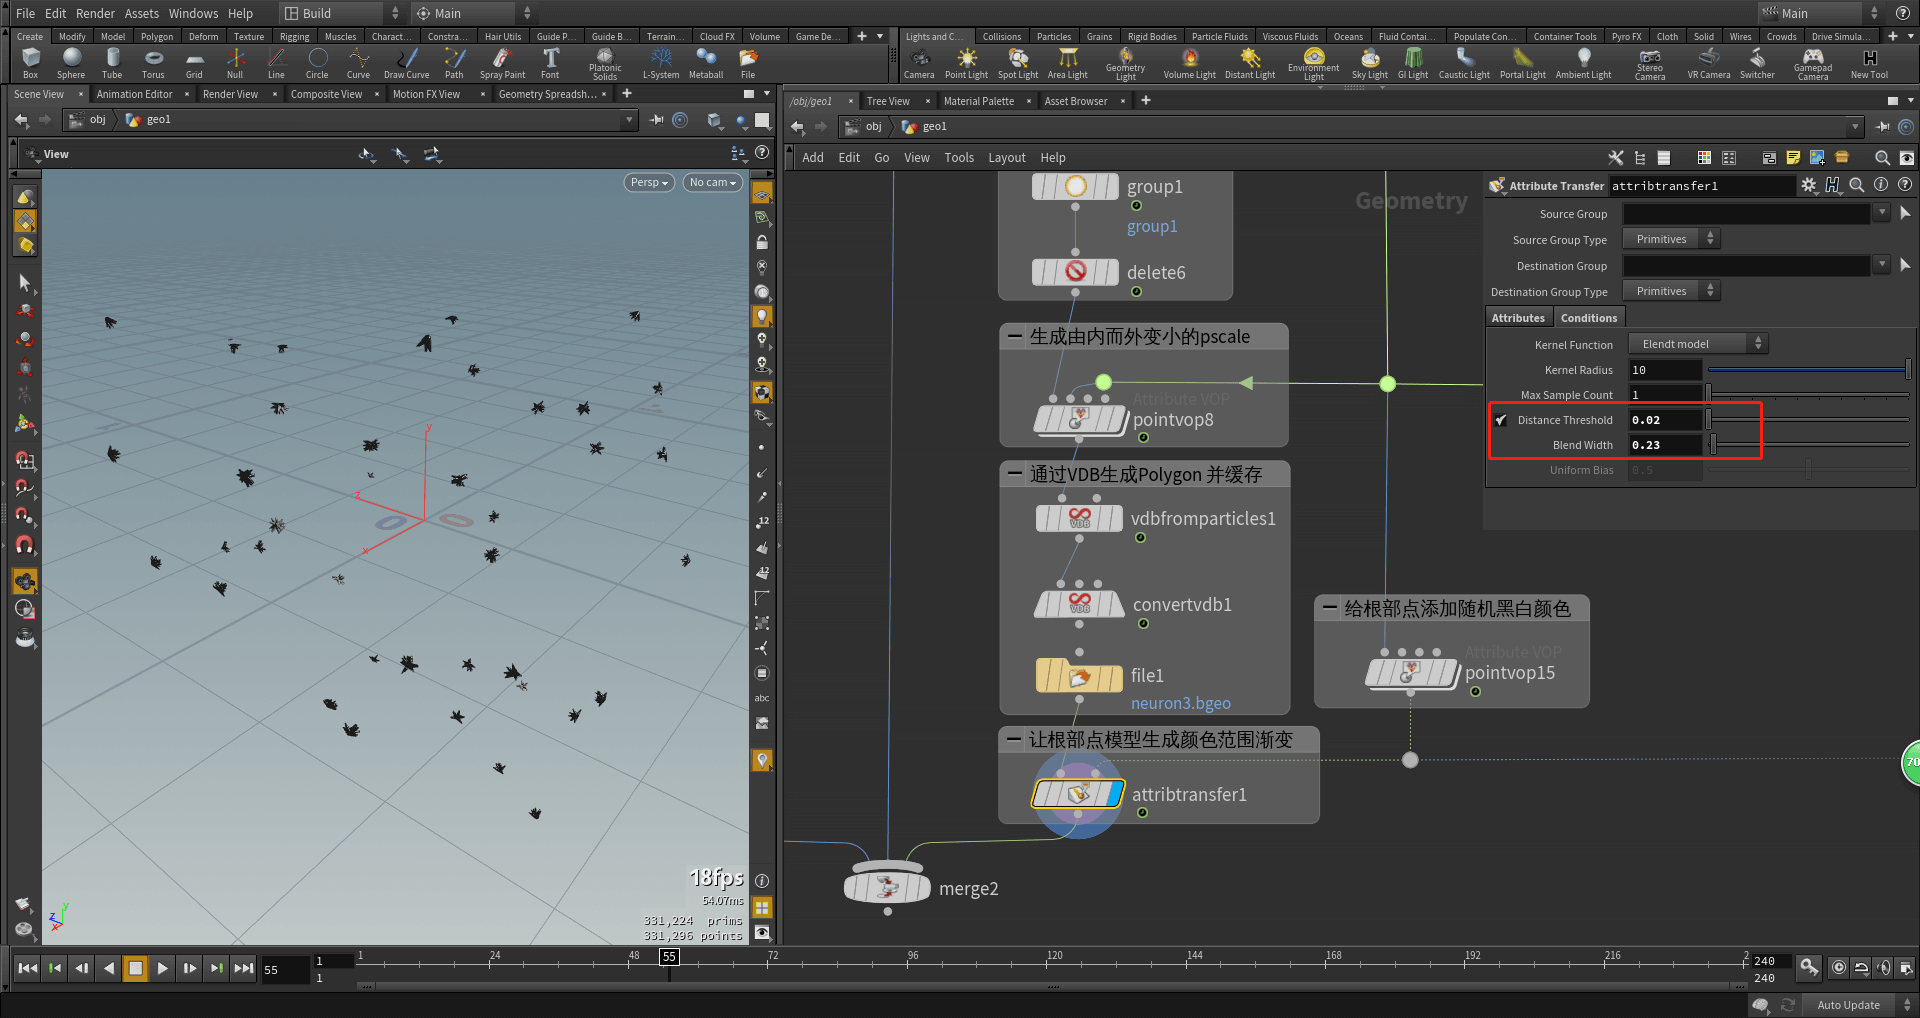 File Edit Render Assets Windows Help Build Main Main
Create Modify Model Polygon Deform Texture Rigging Muscles Charact... Constra... Hair Utils Guide P... Guide B... Terrain... Cloud FX Volume Game De...
Box Sphere Tube Torus Grid Null Line Circle Curve Draw Curve Path Spray Paint Font Platonic Solids L-System Metaball File
Lights and C... Collisions Particles Grains Rigid Bodies Particle Fluids Viscous Fluids Oceans Fluid Contai... Populate Con... Container Tools Pyro FX Cloth Solid Wires Crowds Drive Simula...
Camera Point Light Spot Light Area Light Geometry Light Volume Light Distant Light Environment Light Sky Light GI Light Caustic Light Portal Light Ambient Light Stereo Camera VR Camera Switcher Gamepad Camera New Tool
Scene View Animation Editor Render View Composite View Motion FX View Geometry Spreadsh...
obj geo1
View
Persp No cam
y
z
x
12
12
abc
18fps
54.07ms
331,224 prims
331,296 points
z y x
/obj/geo1 Tree View Material Palette Asset Browser
obj geo1
Add Edit Go View Tools Layout Help
Geometry
group1
group1
delete6
生成由内而外变小的pscale
Attribute VOP
pointvop8
通过VDB生成Polygon 并缓存
VDB
vdbfromparticles1
VDB
convertvdb1
file1
neuron3.bgeo
让根部点模型生成颜色范围渐变
attribtransfer1
merge2
给根部点添加随机黑白颜色
Attribute VOP
pointvop15
Attribute Transfer attribtransfer1
Source Group
Source Group Type Primitives
Destination Group
Destination Group Type Primitives
Attributes Conditions
Kernel Function Elendt model
Kernel Radius 10
Max Sample Count 1
Distance Threshold 0.02
Blend Width 0.23
Uniform Bias 0.5
70
55 1 1 1 24 48 55 72 96 120 144 168 192 216 2 240 240
Auto Update